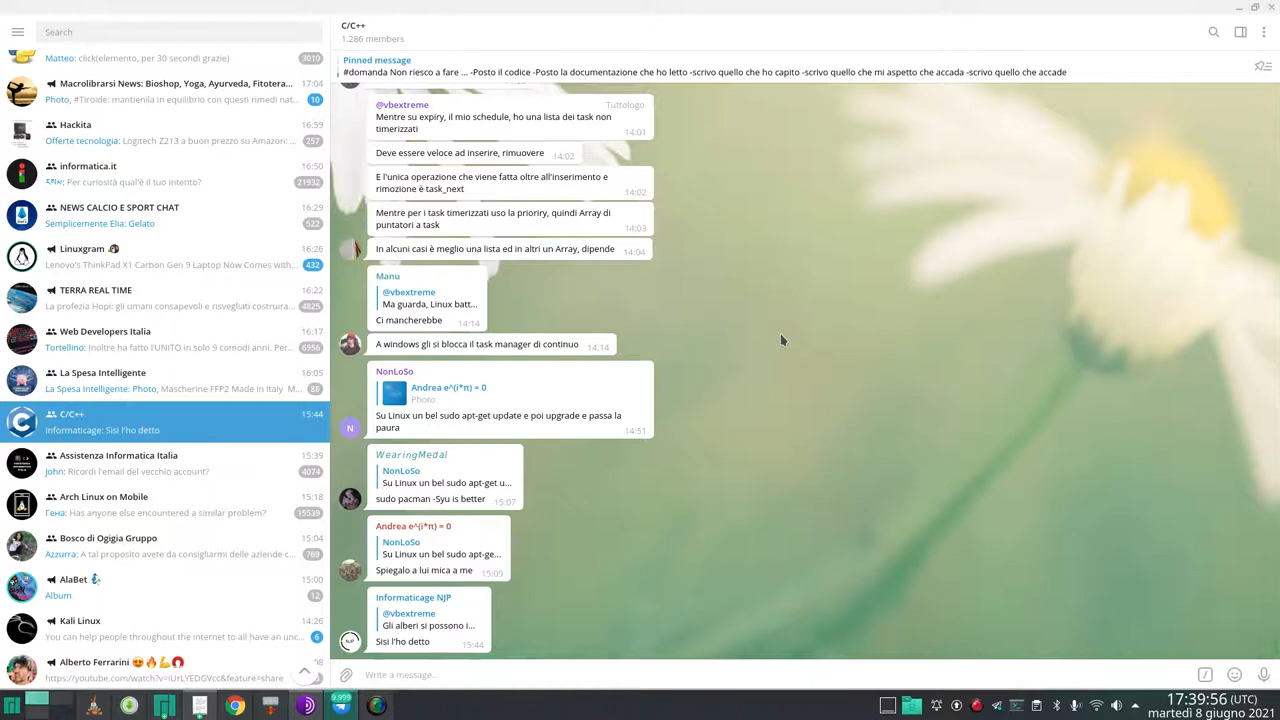 Search
Matteo: click(elemento, per 30 secondi grazie)
3010
Macrolibrarsi News: Bioshop, Yoga, Ayurveda, Fitotera...
17:04
Photo, #Tiroide: mantienila in equilibrio con questi rimedi nat...
10
Hackita
16:59
Offerte tecnologia: Logitech Z213 a buon prezzo su Amazon: ...
257
informatica.it
16:50
Per curiosità qual'è il tuo intento?
21932
NEWS CALCIO E SPORT CHAT
16:29
Semplicemente Elia: Gelato
522
Linuxgram
16:26
Lenovo's ThinkPad X1 Carbon Gen 9 Laptop Now Comes with...
432
TERRA REAL TIME
16:22
La profezia Hopi: gli umani consapevoli e risvegliati costruira...
4825
Web Developers Italia
16:17
Tortellino: Inoltre ha fatto l'UNITO in solo 9 comodi anni. Per...
6956
La Spesa Intelligente
16:05
La Spesa Intelligente: Photo, Mascherine FFP2 Made in Italy M...
88
C/C++
15:44
Informaticage: Sisi l'ho detto
Assistenza Informatica Italia
15:39
John: Ricordi l'email del vecchio account?
4074
Arch Linux on Mobile
15:18
Гена: Has anyone else encountered a similar problem?
15539
Bosco di Ogigia Gruppo
15:04
Azzurra: A tal proposito avete da consigliarmi delle aziende c...
769
AlaBet
15:00
Album
12
Kali Linux
14:26
You can help people throughout the internet to all have an unc...
6
Alberto Ferrarini
https://youtube.com/watch?v=iUrLYEDGVcc&feature=share
C/C++
1.286 members
Pinned message
#domanda Non riesco a fare ... -Posto il codice -Posto la documentazione che ho letto -scrivo quello che ho capito -scrivo quello che mi aspetto che accada -scrivo quello che accade
@vbextreme
Tuttologo
Mentre su expiry, il mio schedule, ho una lista dei task non
timerizzati
14:01
Deve essere veloce ad inserire, rimuovere
14:02
E l'unica operazione che viene fatta oltre all'inserimento e
rimozione è task_next
14:02
Mentre per i task timerizzati uso la prioriry, quindi Array di
puntatori a task
14:03
In alcuni casi è meglio una lista ed in altri un Array, dipende
14:04
Manu
@vbextreme
Ma guarda, Linux batt...
Ci mancherebbe
14:14
A windows gli si blocca il task manager di continuo
14:14
NonLoSo
Andrea e^(i*π) = 0
Photo
Su Linux un bel sudo apt-get update e poi upgrade e passa la
paura
14:51
N
WearingMedal
NonLoSo
Su Linux un bel sudo apt-get u...
sudo pacman -Syu is better
15:07
Andrea e^(i*π) = 0
NonLoSo
Su Linux un bel sudo apt-ge...
Spiegalo a lui mica a me
15:09
Informaticage NJP
@vbextreme
Gli alberi si possono i...
Sisi l'ho detto
15:44
NJP
Write a message...
9.999
17:39:56 (UTC)
martedì 8 giugno 2021